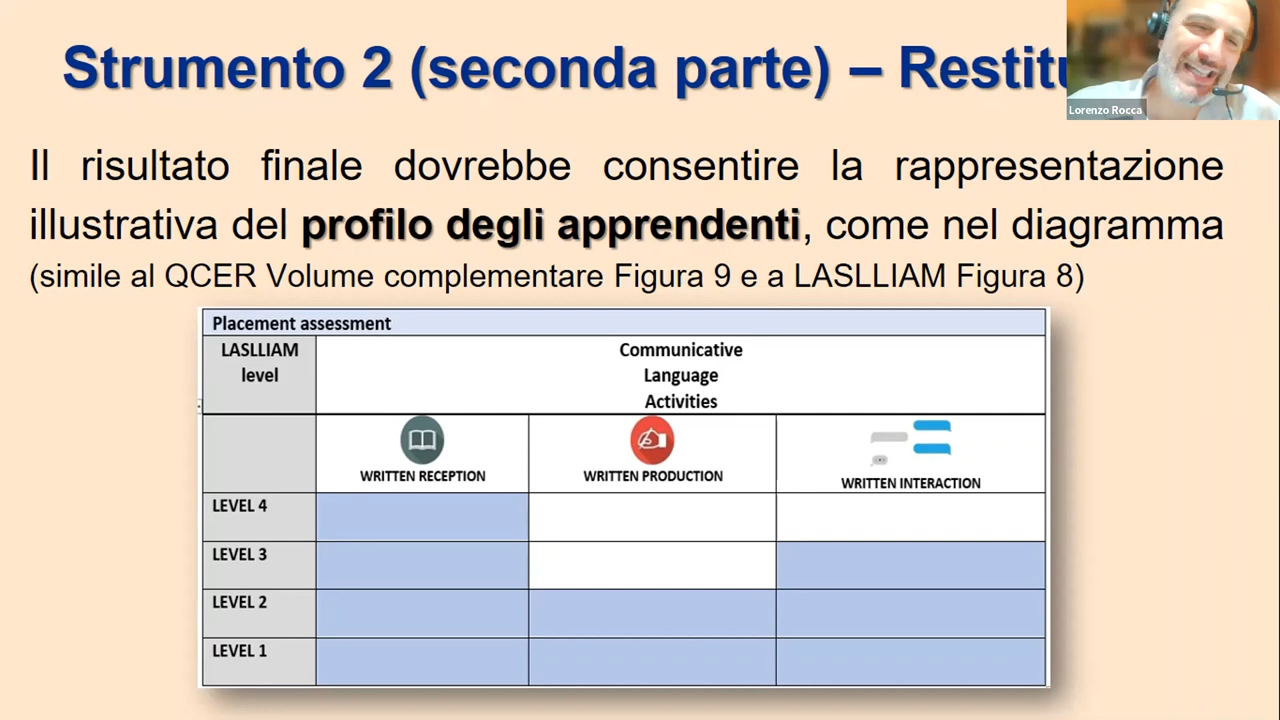 Strumento 2 (seconda parte) – Restitu
Lorenzo Rocca
Il risultato finale dovrebbe consentire la rappresentazione
illustrativa del profilo degli apprendenti, come nel diagramma
(simile al QCER Volume complementare Figura 9 e a LASLLIAM Figura 8)
Placement assessment
LASLLIAM
level
Communicative
Language
Activities
WRITTEN RECEPTION
WRITTEN PRODUCTION
WRITTEN INTERACTION
LEVEL 4
LEVEL 3
LEVEL 2
LEVEL 1